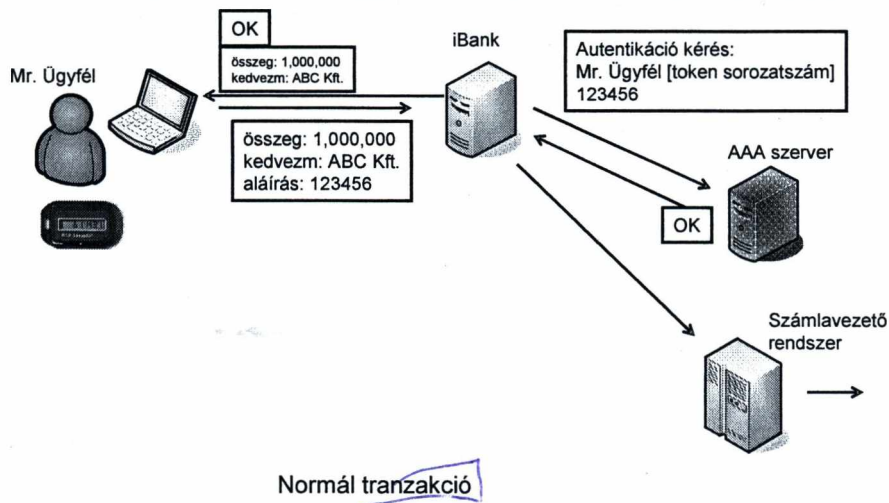 OK
összeg: 1,000,000
kedvezm: ABC Kft.
iBank
Autentikáció kérés:
Mr. Ügyfél [token sorozatszám]
123456
Mr. Ügyfél
összeg: 1,000,000
kedvezm: ABC Kft.
aláírás: 123456
AAA szerver
OK
Számlavezető
rendszer
Normál tranzakció